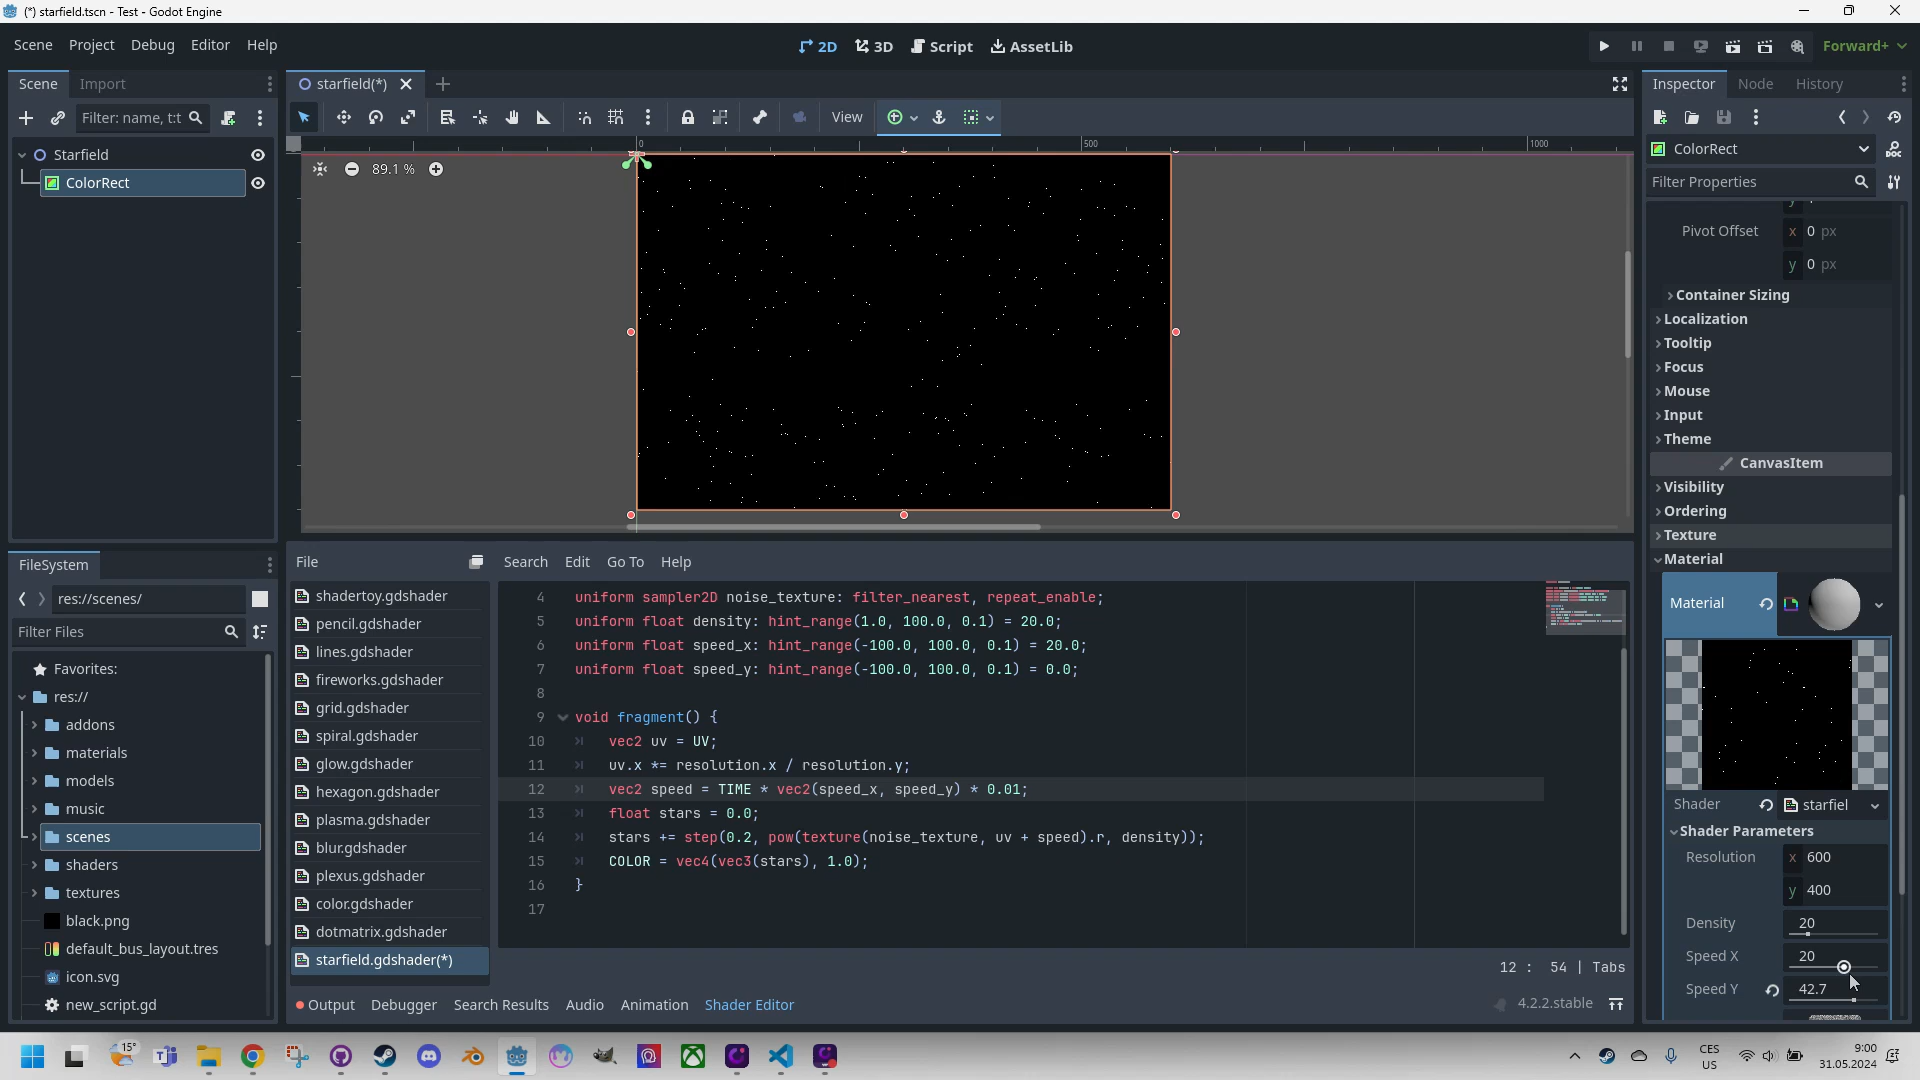 (*) starfield.tscn - Test - Godot Engine
Scene Project Debug Editor Help
2D 3D Script AssetLib
Forward+
Scene Import
starfield(*)
Inspector Node History
Filter: name, t:t
View
ColorRect
Starfield
ColorRect
89.1 %
0 500 1000
Filter Properties
Pivot Offset x 0 px
y 0 px
Container Sizing
Localization
Tooltip
Focus
Mouse
Input
Theme
CanvasItem
Visibility
Ordering
Texture
Material
Material
Shader starfiel
Shader Parameters
Resolution x 600
y 400
Density 20
Speed X 20
Speed Y 42.7
FileSystem
res://scenes/
Filter Files
Favorites:
res://
addons
materials
models
music
scenes
shaders
textures
black.png
default_bus_layout.tres
icon.svg
new_script.gd
File Search Edit Go To Help
shadertoy.gdshader
pencil.gdshader
lines.gdshader
fireworks.gdshader
grid.gdshader
spiral.gdshader
glow.gdshader
hexagon.gdshader
plasma.gdshader
blur.gdshader
plexus.gdshader
color.gdshader
dotmatrix.gdshader
starfield.gdshader(*)
4 uniform sampler2D noise_texture: filter_nearest, repeat_enable;
5 uniform float density: hint_range(1.0, 100.0, 0.1) = 20.0;
6 uniform float speed_x: hint_range(-100.0, 100.0, 0.1) = 20.0;
7 uniform float speed_y: hint_range(-100.0, 100.0, 0.1) = 0.0;
8
9 void fragment() {
10 vec2 uv = UV;
11 uv.x *= resolution.x / resolution.y;
12 vec2 speed = TIME * vec2(speed_x, speed_y) * 0.01;
13 float stars = 0.0;
14 stars += step(0.2, pow(texture(noise_texture, uv + speed).r, density));
15 COLOR = vec4(vec3(stars), 1.0);
16 }
17
12 : 54 | Tabs
Output Debugger Search Results Audio Animation Shader Editor
4.2.2.stable
15°
CES
US
9:00
31.05.2024